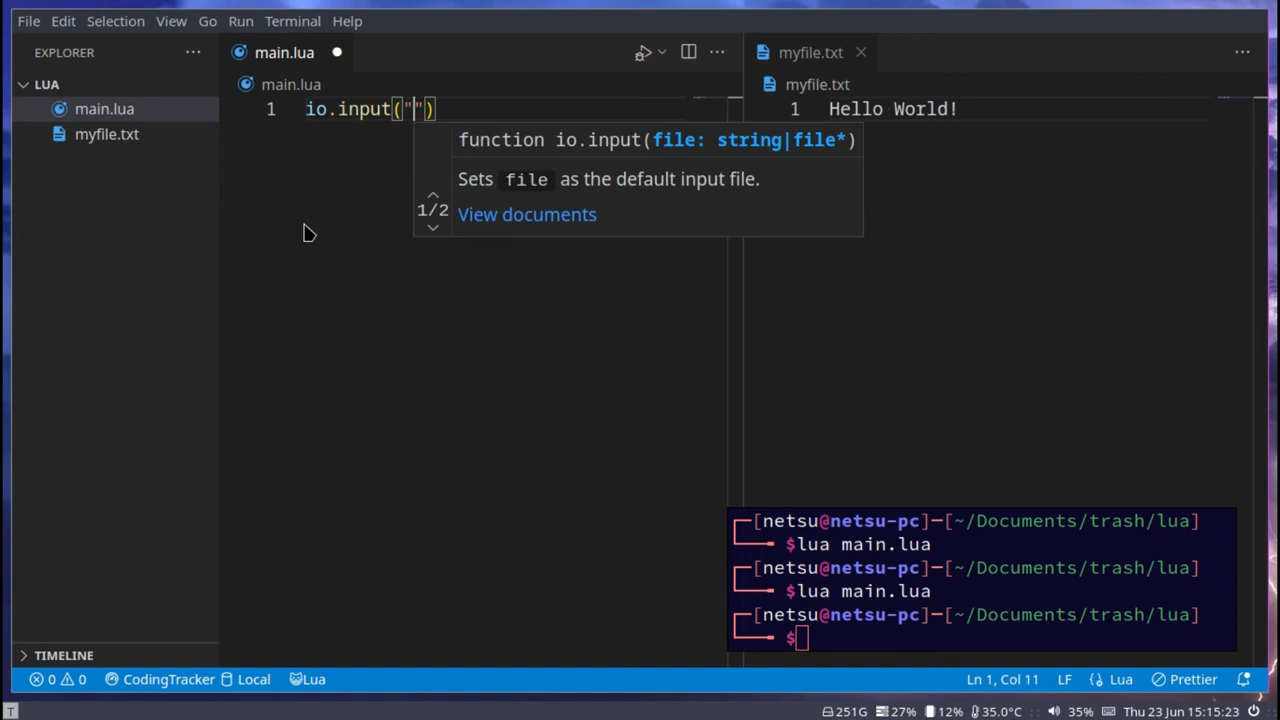 File Edit Selection View Go Run Terminal Help
EXPLORER
main.lua
myfile.txt
LUA
main.lua
myfile.txt
main.lua
1 io.input("")
function io.input(file: string|file*)
Sets file as the default input file.
1/2
View documents
myfile.txt
1 Hello World!
[netsu@netsu-pc]-[~/Documents/trash/lua]
$lua main.lua
[netsu@netsu-pc]-[~/Documents/trash/lua]
$lua main.lua
[netsu@netsu-pc]-[~/Documents/trash/lua]
$
TIMELINE
0 0 CodingTracker Local Lua Ln 1, Col 11 LF Lua Prettier
T 251G 27% 12% 35.0°C 35% Thu 23 Jun 15:15:23